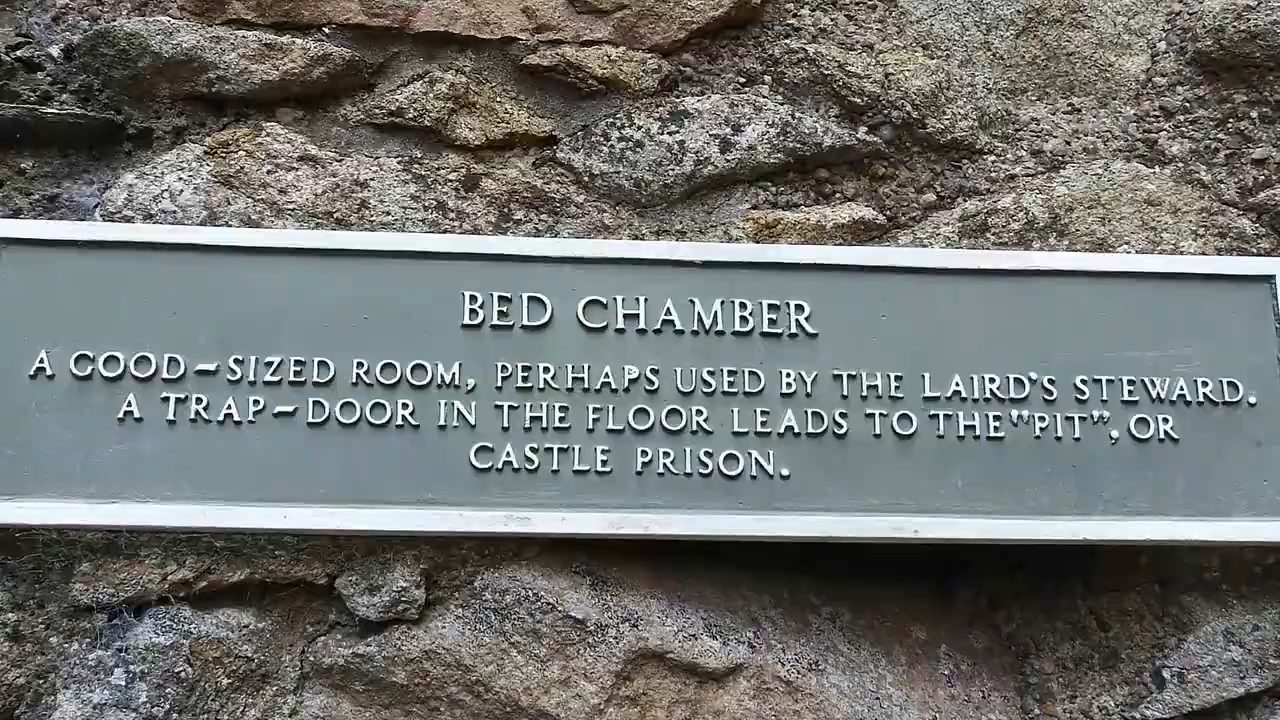 BED CHAMBER
A GOOD-SIZED ROOM, PERHAPS USED BY THE LAIRD'S STEWARD.
A TRAP-DOOR IN THE FLOOR LEADS TO THE "PIT", OR
CASTLE PRISON.